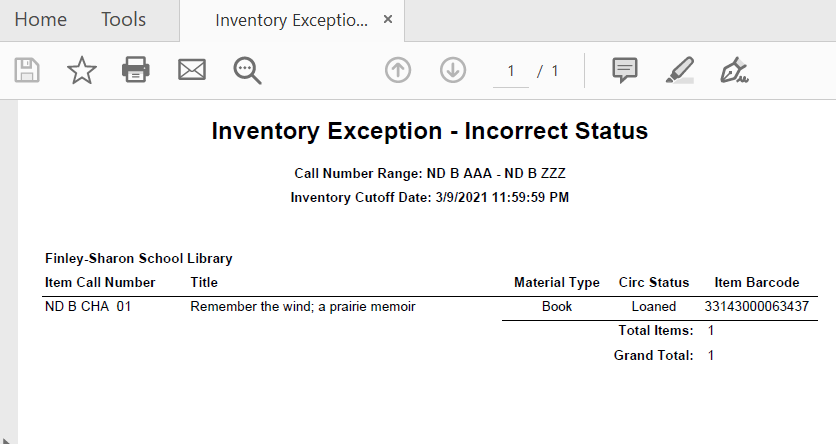 Home Tools Inventory Exceptio... ×
1 / 1
Inventory Exception - Incorrect Status
Call Number Range: ND B AAA - ND B ZZZ
Inventory Cutoff Date: 3/9/2021 11:59:59 PM
Finley-Sharon School Library
Item Call Number Title Material Type Circ Status Item Barcode
ND B CHA 01 Remember the wind; a prairie memoir Book Loaned 33143000063437
Total Items: 1
Grand Total: 1